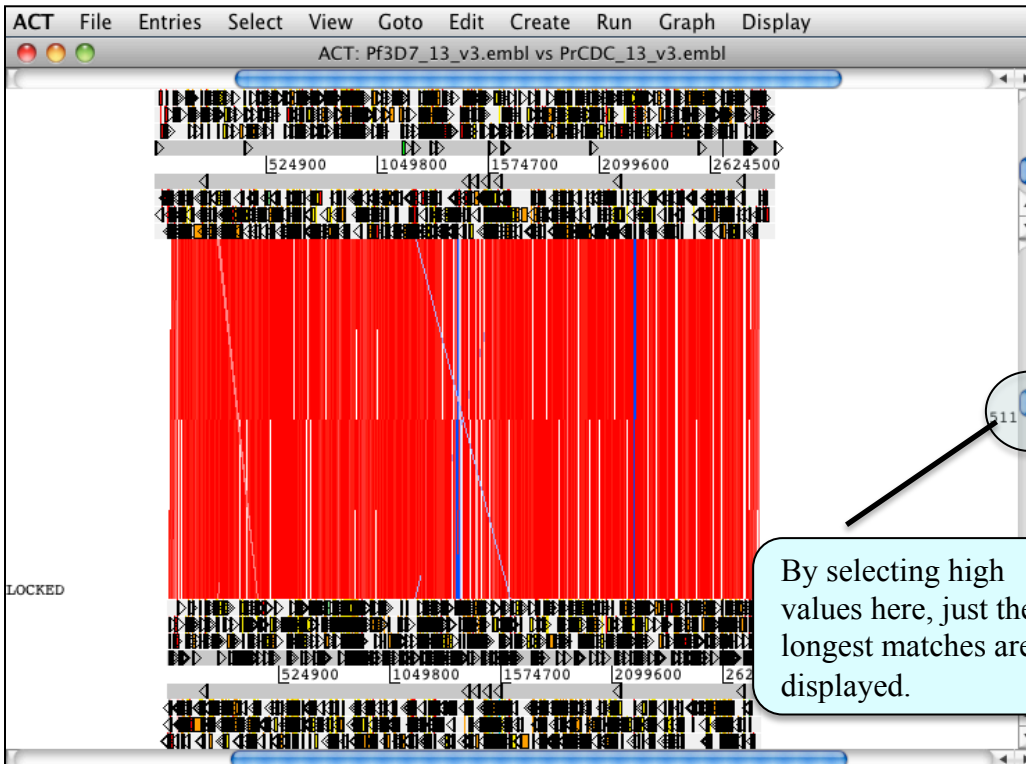 ACT File Entries Select View Goto Edit Create Run Graph Display
ACT: Pf3D7_13_v3.embl vs PrCDC_13_v3.embl
524900 1049800 1574700 2099600 2624500
511
By selecting high
values here, just the
longest matches are
displayed.
LOCKED
524900 1049800 1574700 2099600 262